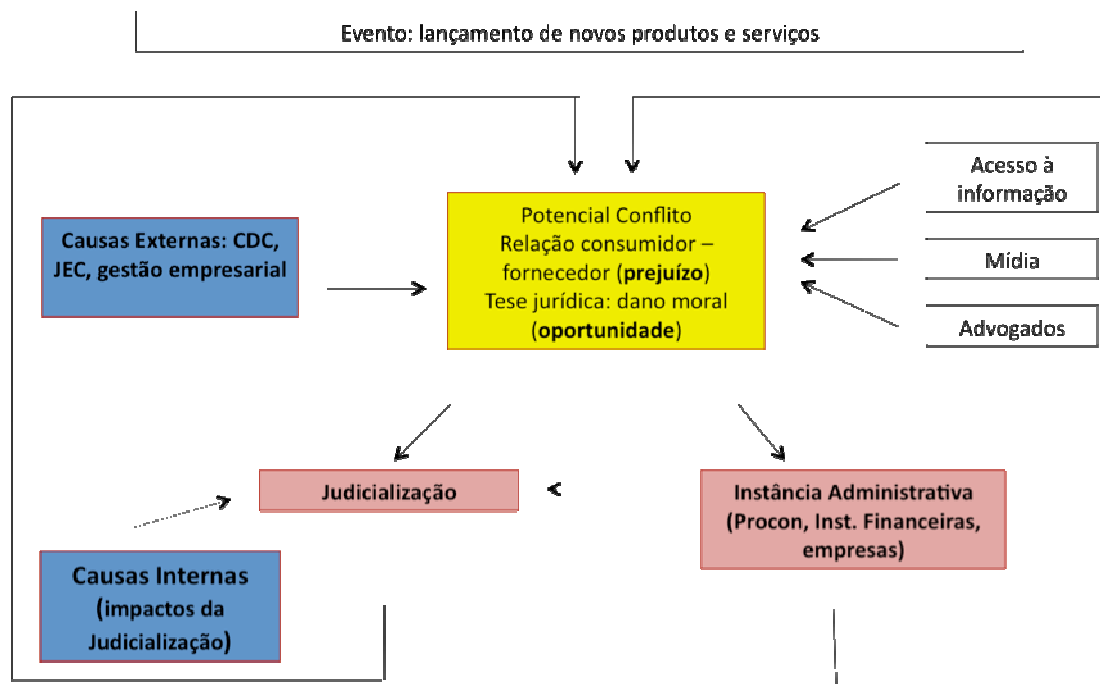 Evento: lançamento de novos produtos e serviços
Acesso à
informação
Causas Externas: CDC,
JEC, gestão empresarial
Potencial Conflito
Relação consumidor –
fornecedor (prejuízo)
Tese jurídica: dano moral
(oportunidade)
Mídia
Advogados
Judicialização
Instância Administrativa
(Procon, Inst. Financeiras,
empresas)
Causas Internas
(impactos da
Judicialização)